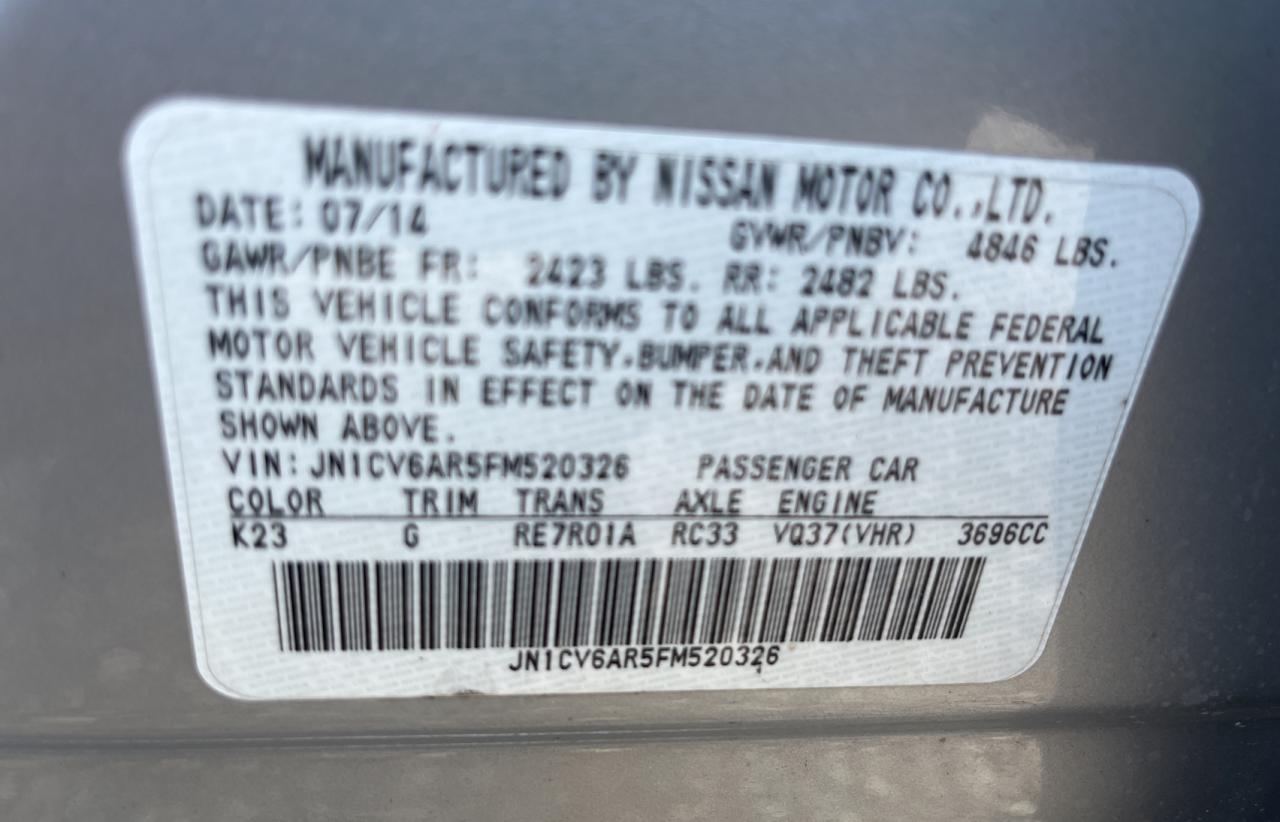 MANUFACTURED BY NISSAN MOTOR CO.,LTD.
DATE: 07/14 GVWR/PNBV: 4846 LBS.
GAWR/PNBE FR: 2423 LBS. RR: 2482 LBS.
THIS VEHICLE CONFORMS TO ALL APPLICABLE FEDERAL
MOTOR VEHICLE SAFETY,BUMPER,AND THEFT PREVENTION
STANDARDS IN EFFECT ON THE DATE OF MANUFACTURE
SHOWN ABOVE.
VIN: JN1CV6AR5FM520326 PASSENGER CAR
COLOR TRIM TRANS AXLE ENGINE
K23 G RE7R01A RC33 VQ37(VHR) 3696CC
JN1CV6AR5FM520326